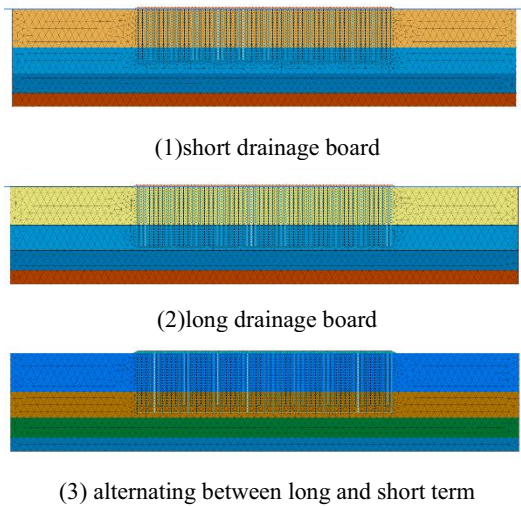 (1)short drainage board
(2)long drainage board
(3) alternating between long and short term